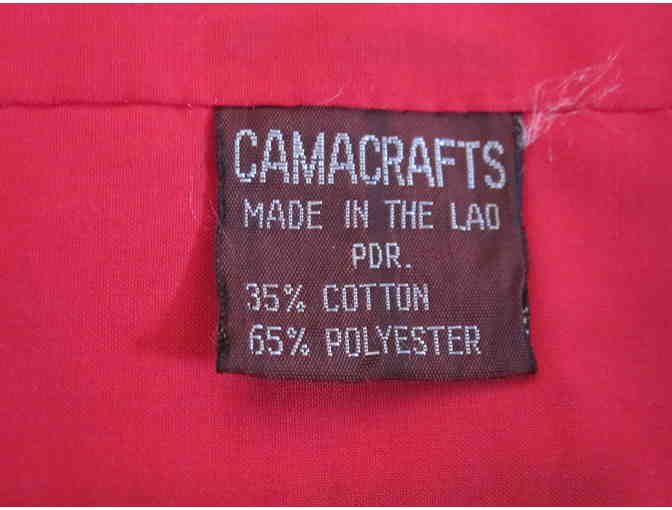 CAMACRAFTS
MADE IN THE LAO
PDR.
35% COTTON
65% POLYESTER